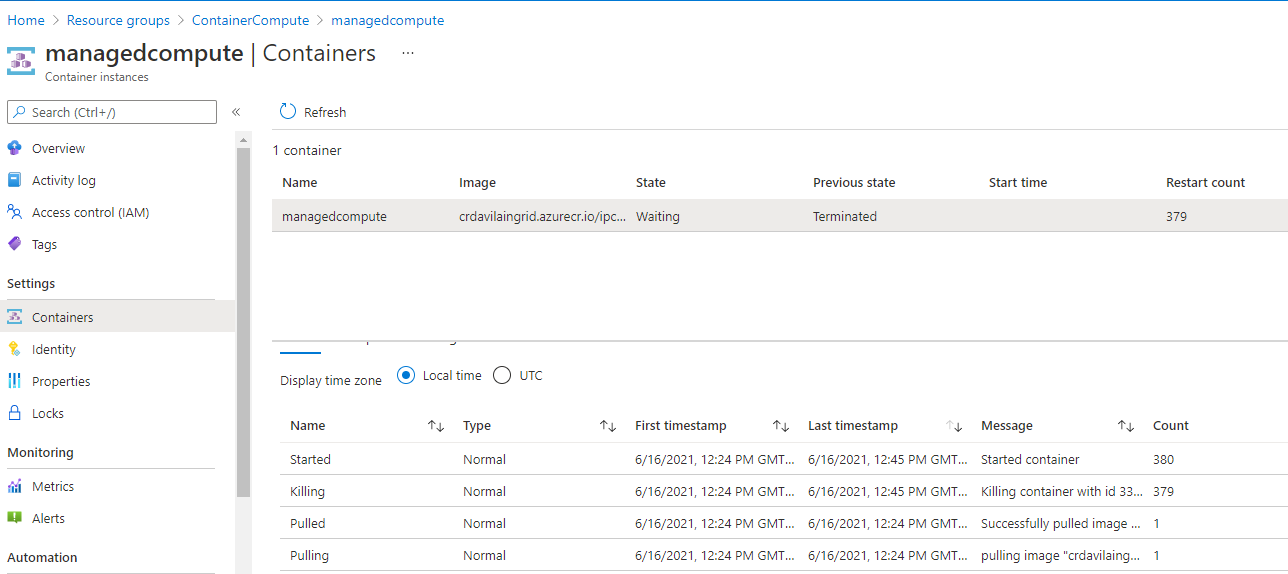 Home > Resource groups > ContainerCompute > managedcompute
managedcompute | Containers ...
Container instances
Search (Ctrl+/) «
Overview
Activity log
Access control (IAM)
Tags
Settings
Containers
Identity
Properties
Locks
Monitoring
Metrics
Alerts
Automation
Refresh
1 container
Name Image State Previous state Start time Restart count
managedcompute crdavilaingrid.azurecr.io/ipc... Waiting Terminated 379
Display time zone Local time UTC
Name Type First timestamp Last timestamp Message Count
Started Normal 6/16/2021, 12:24 PM GMT... 6/16/2021, 12:45 PM GMT... Started container 380
Killing Normal 6/16/2021, 12:24 PM GMT... 6/16/2021, 12:45 PM GMT... Killing container with id 33... 379
Pulled Normal 6/16/2021, 12:24 PM GMT... 6/16/2021, 12:24 PM GMT... Successfully pulled image ... 1
Pulling Normal 6/16/2021, 12:24 PM GMT... 6/16/2021, 12:24 PM GMT... pulling image "crdavilaing... 1